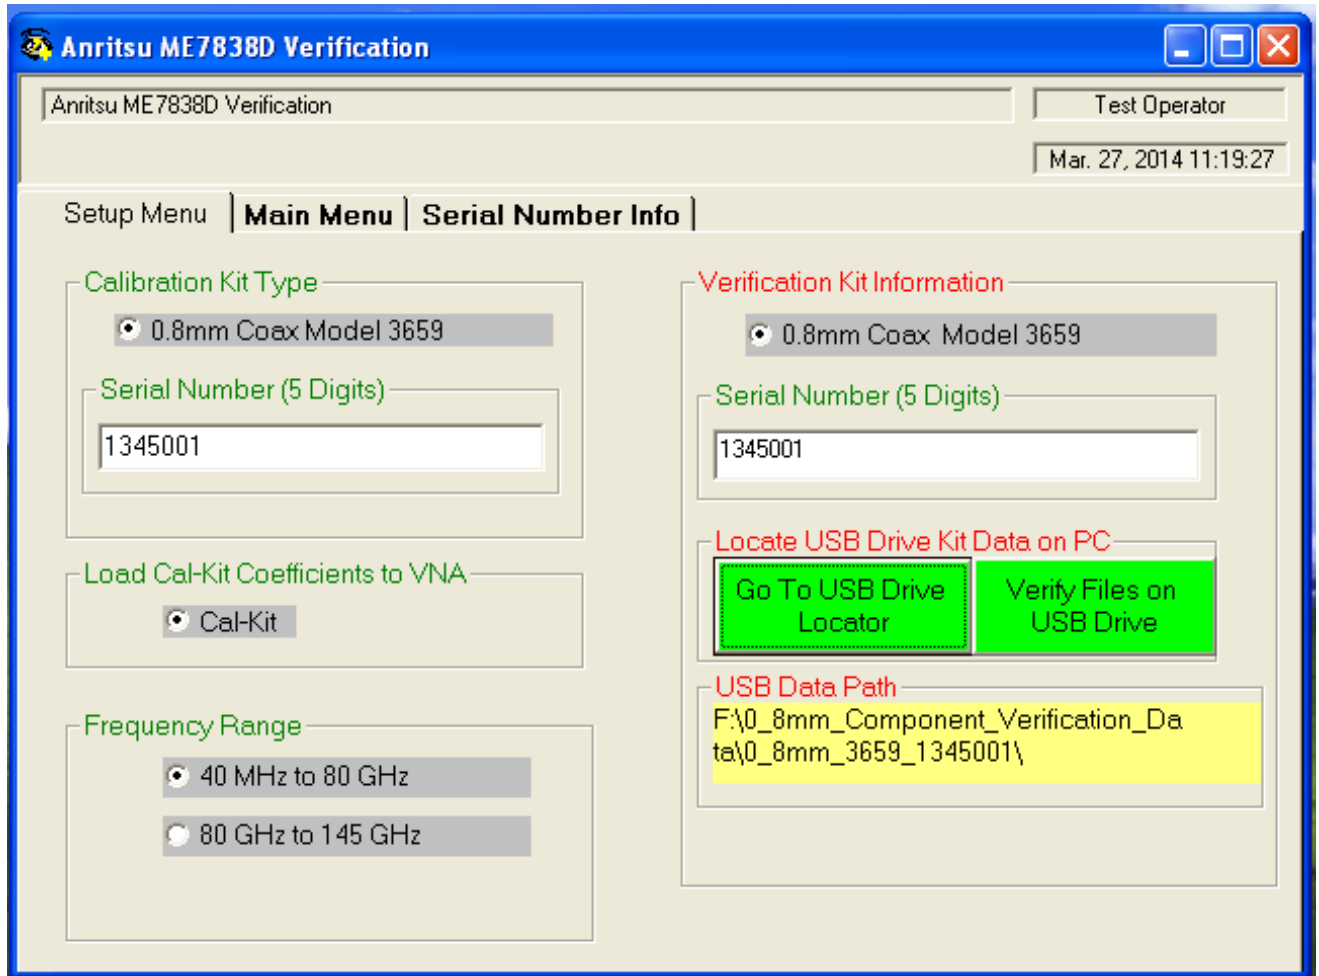 Anritsu ME7838D Verification
Anritsu ME7838D Verification
Test Operator
Mar. 27, 2014 11:19:27
Setup Menu
Main Menu
Serial Number Info
Calibration Kit Type
0.8mm Coax Model 3659
Serial Number (5 Digits)
1345001
Load Cal-Kit Coefficients to VNA
Cal-Kit
Frequency Range
40 MHz to 80 GHz
80 GHz to 145 GHz
Verification Kit Information
0.8mm Coax Model 3659
Serial Number (5 Digits)
1345001
Locate USB Drive Kit Data on PC
Go To USB Drive
Locator
Verify Files on
USB Drive
USB Data Path
F:\0_8mm_Component_Verification_Da
ta\0_8mm_3659_1345001\